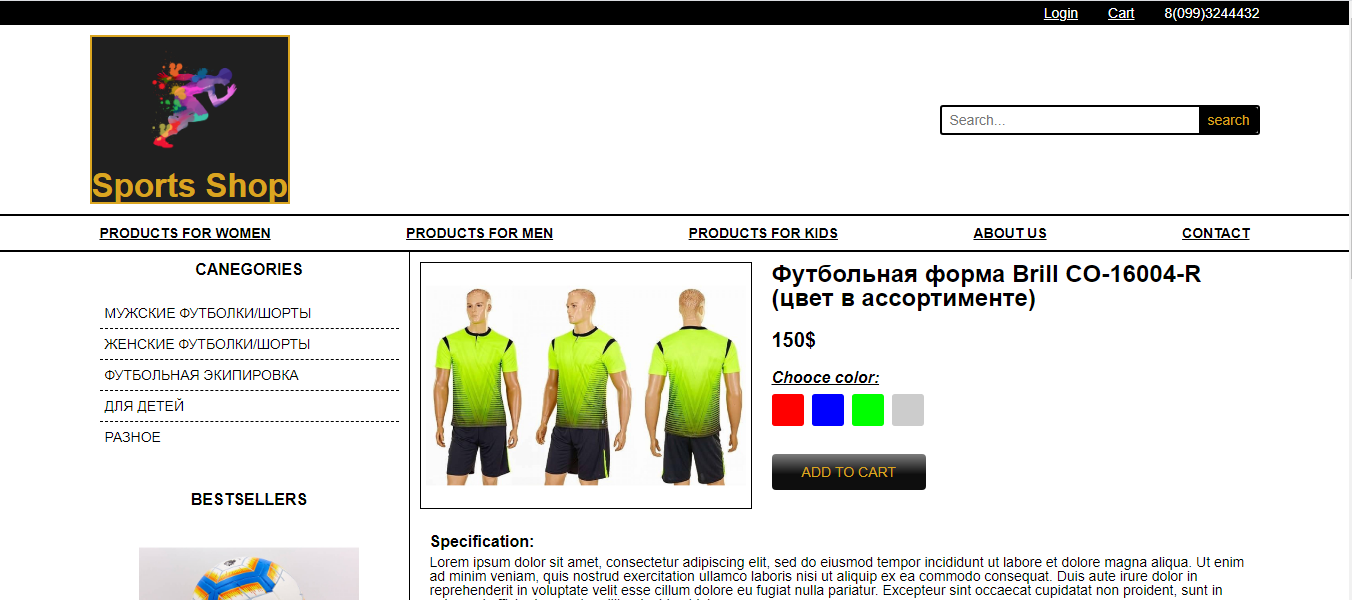 Login Cart 8(099)3244432
Sports Shop
Search... search
PRODUCTS FOR WOMEN PRODUCTS FOR MEN PRODUCTS FOR KIDS ABOUT US CONTACT
CANEGORIES
МУЖСКИЕ ФУТБОЛКИ/ШОРТЫ
ЖЕНСКИЕ ФУТБОЛКИ/ШОРТЫ
ФУТБОЛЬНАЯ ЭКИПИРОВКА
ДЛЯ ДЕТЕЙ
РАЗНОЕ
BESTSELLERS
Футбольная форма Brill CO-16004-R
(цвет в ассортименте)
150$
Chooce color:
ADD TO CART
Specification:
Lorem ipsum dolor sit amet, consectetur adipiscing elit, sed do eiusmod tempor incididunt ut labore et dolore magna aliqua. Ut enim
ad minim veniam, quis nostrud exercitation ullamco laboris nisi ut aliquip ex ea commodo consequat. Duis aute irure dolor in
reprehenderit in voluptate velit esse cillum dolore eu fugiat nulla pariatur. Excepteur sint occaecat cupidatat non proident, sunt in